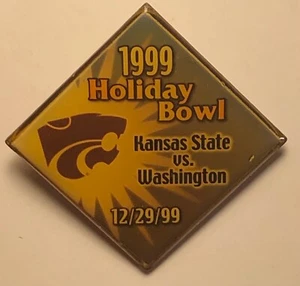 1999
Holiday
Bowl
Kansas State
vs.
Washington
12/29/99